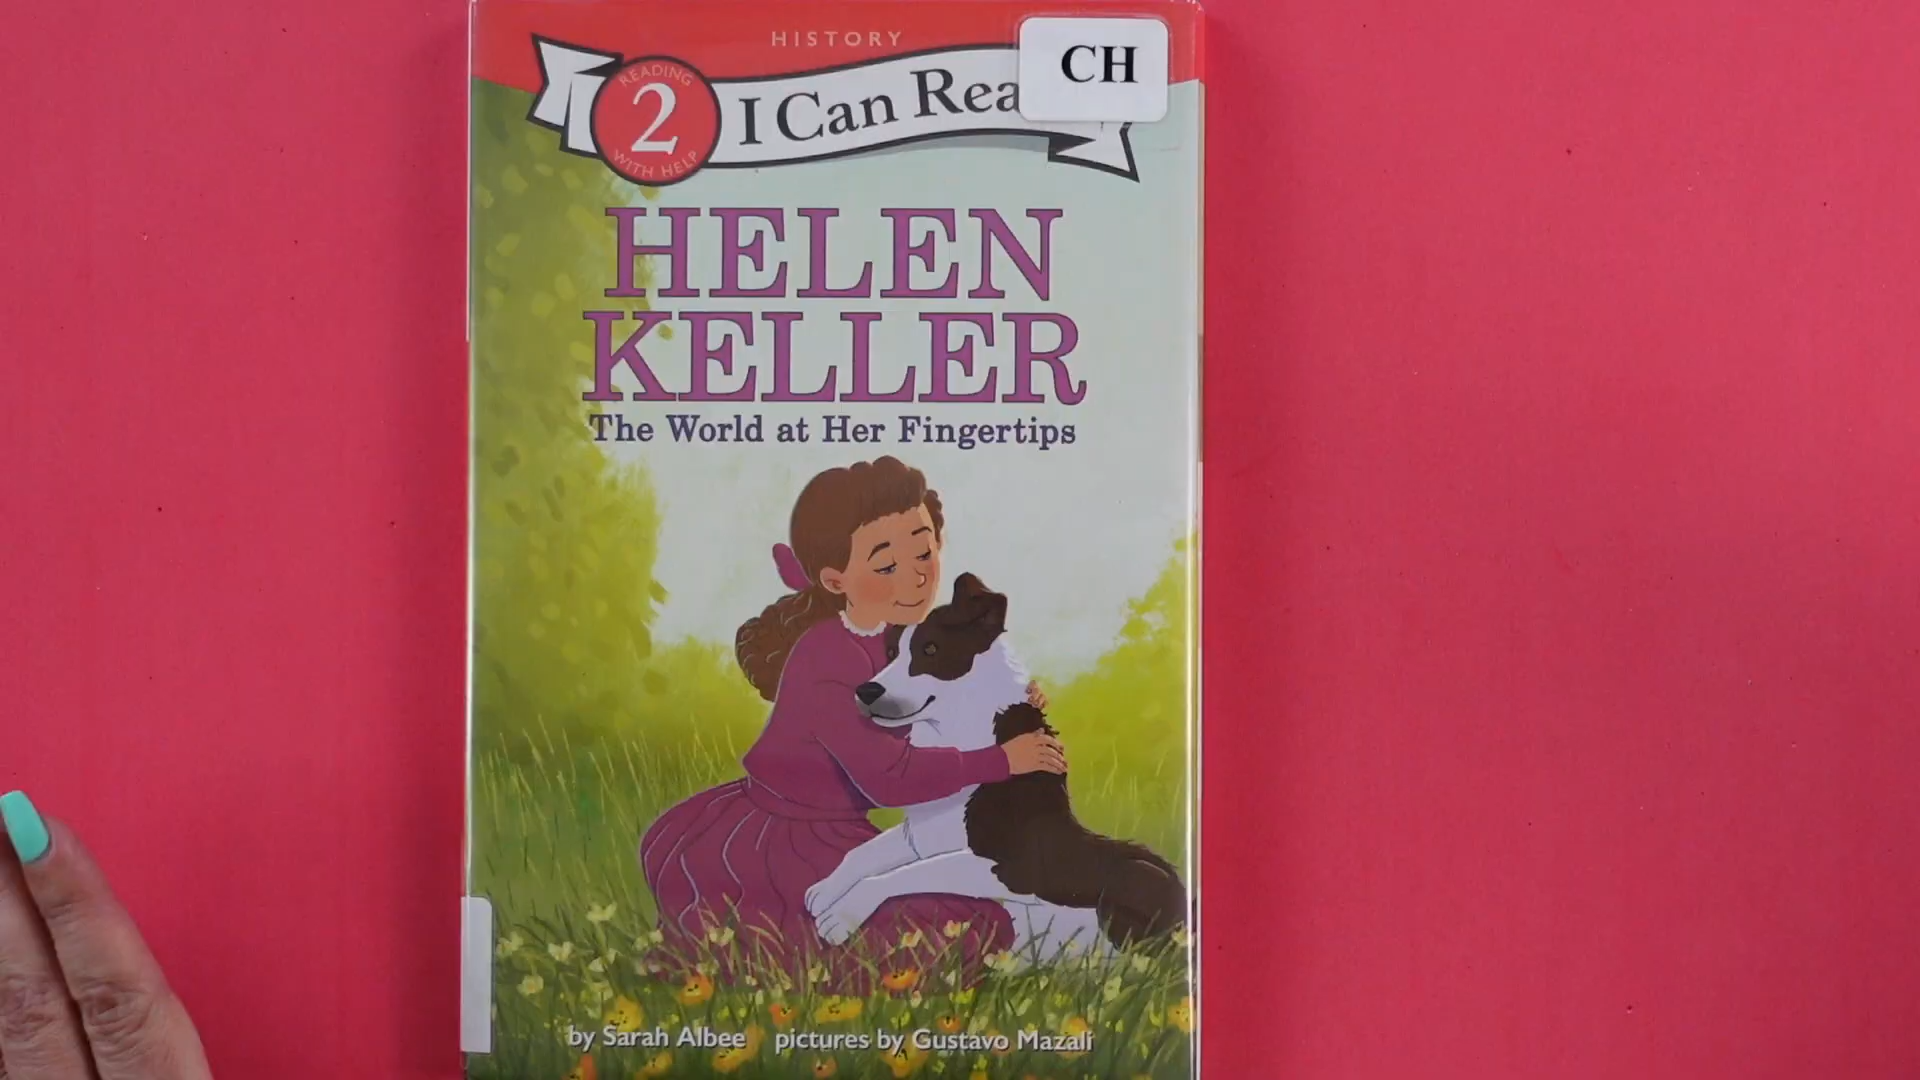 HISTORY
CH
READING
2
WITH HELP
I Can Rea
HELEN
KELLER
The World at Her Fingertips
by Sarah Albee pictures by Gustavo Mazali